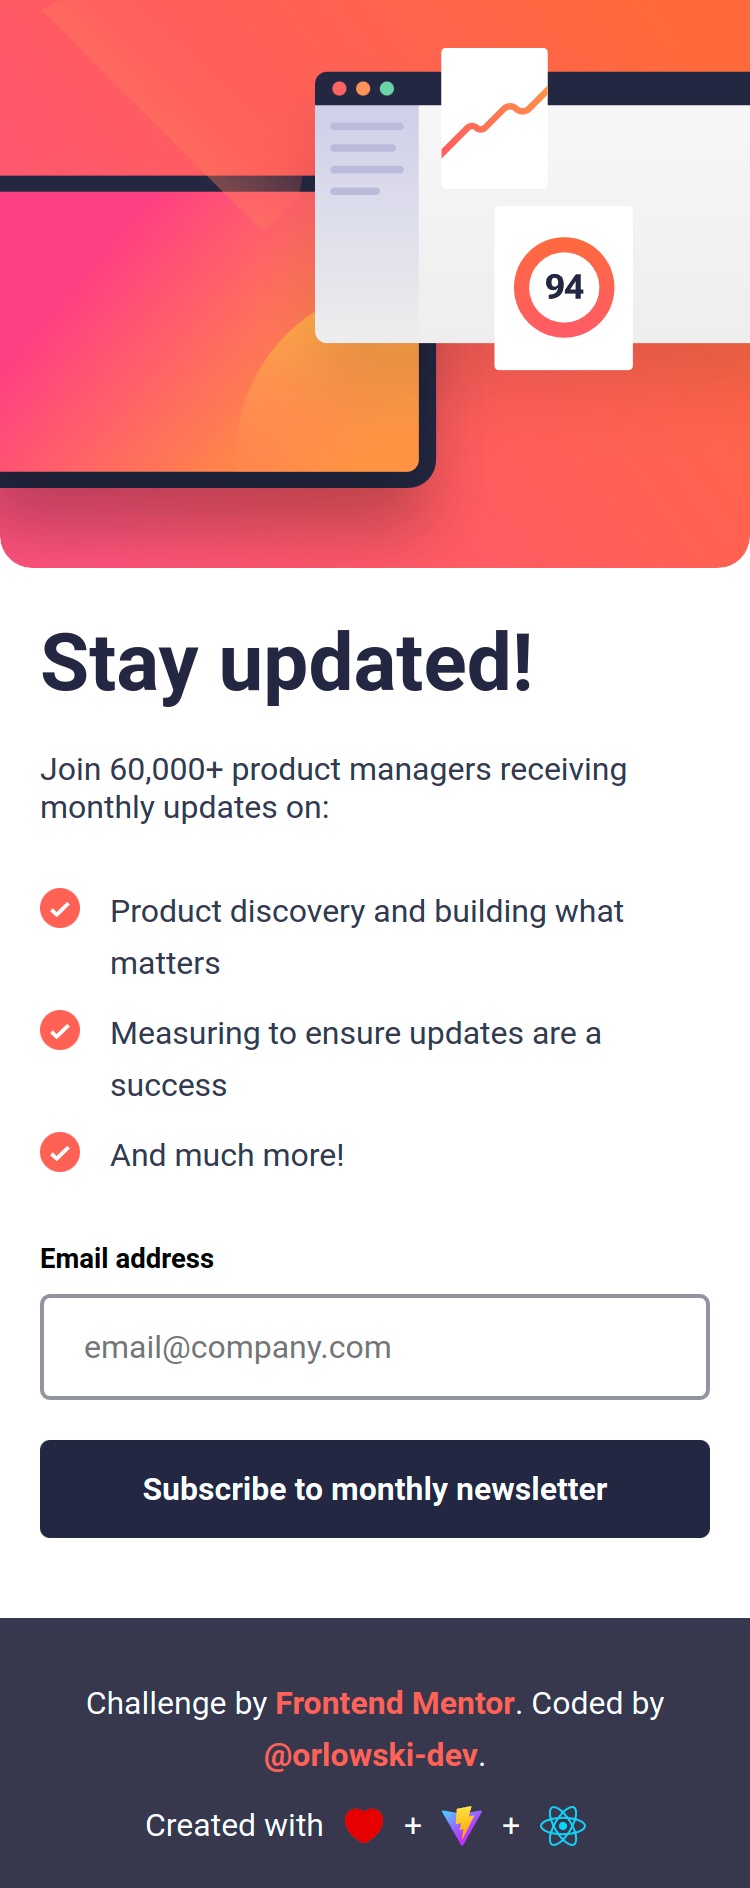 94
Stay updated!
Join 60,000+ product managers receiving
monthly updates on:
Product discovery and building what
matters
Measuring to ensure updates are a
success
And much more!
Email address
email@company.com
Subscribe to monthly newsletter
Challenge by Frontend Mentor. Coded by
@orlowski-dev.
Created with + +